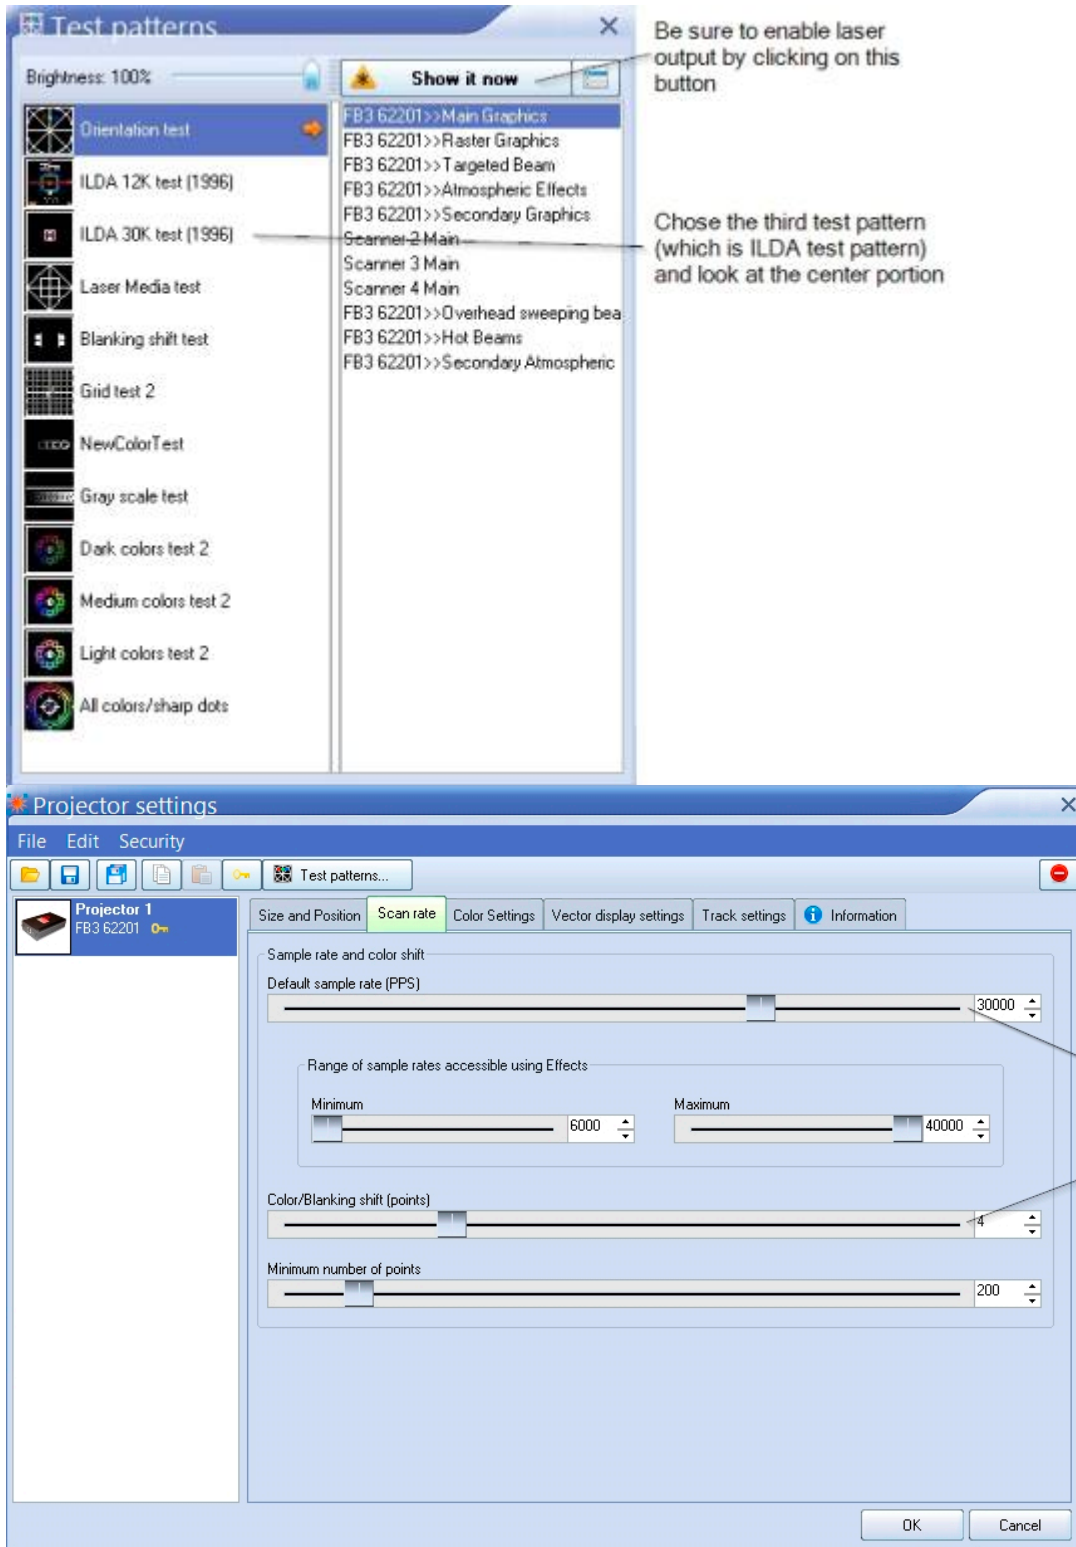 Test patterns
Be sure to enable laser
output by clicking on this
button
Brightness: 100%
Show it now
Orientation test
ILDA 12K test (1996)
ILDA 30K test (1996)
Laser Media test
Blanking shift test
Grid test 2
NewColorTest
Gray scale test
Dark colors test 2
Medium colors test 2
Light colors test 2
All colors/sharp dots
FB3 62201>>Main Graphics
FB3 62201>>Raster Graphics
FB3 62201>>Targeted Beam
FB3 62201>>Atmospheric Effects
FB3 62201>>Secondary Graphics
Scanner 2 Main
Scanner 3 Main
Scanner 4 Main
FB3 62201>>Overhead sweeping bea
FB3 62201>>Hot Beams
FB3 62201>>Secondary Atmospheric
Chose the third test pattern
(which is ILDA test pattern)
and look at the center portion
Projector settings
File Edit Security
Test patterns...
Projector 1
FB3 62201
Size and Position Scan rate Color Settings Vector display settings Track settings Information
Sample rate and color shift
Default sample rate (PPS)
30000
Range of sample rates accessible using Effects
Minimum Maximum
6000 40000
Color/Blanking shift (points)
4
Minimum number of points
200
OK Cancel